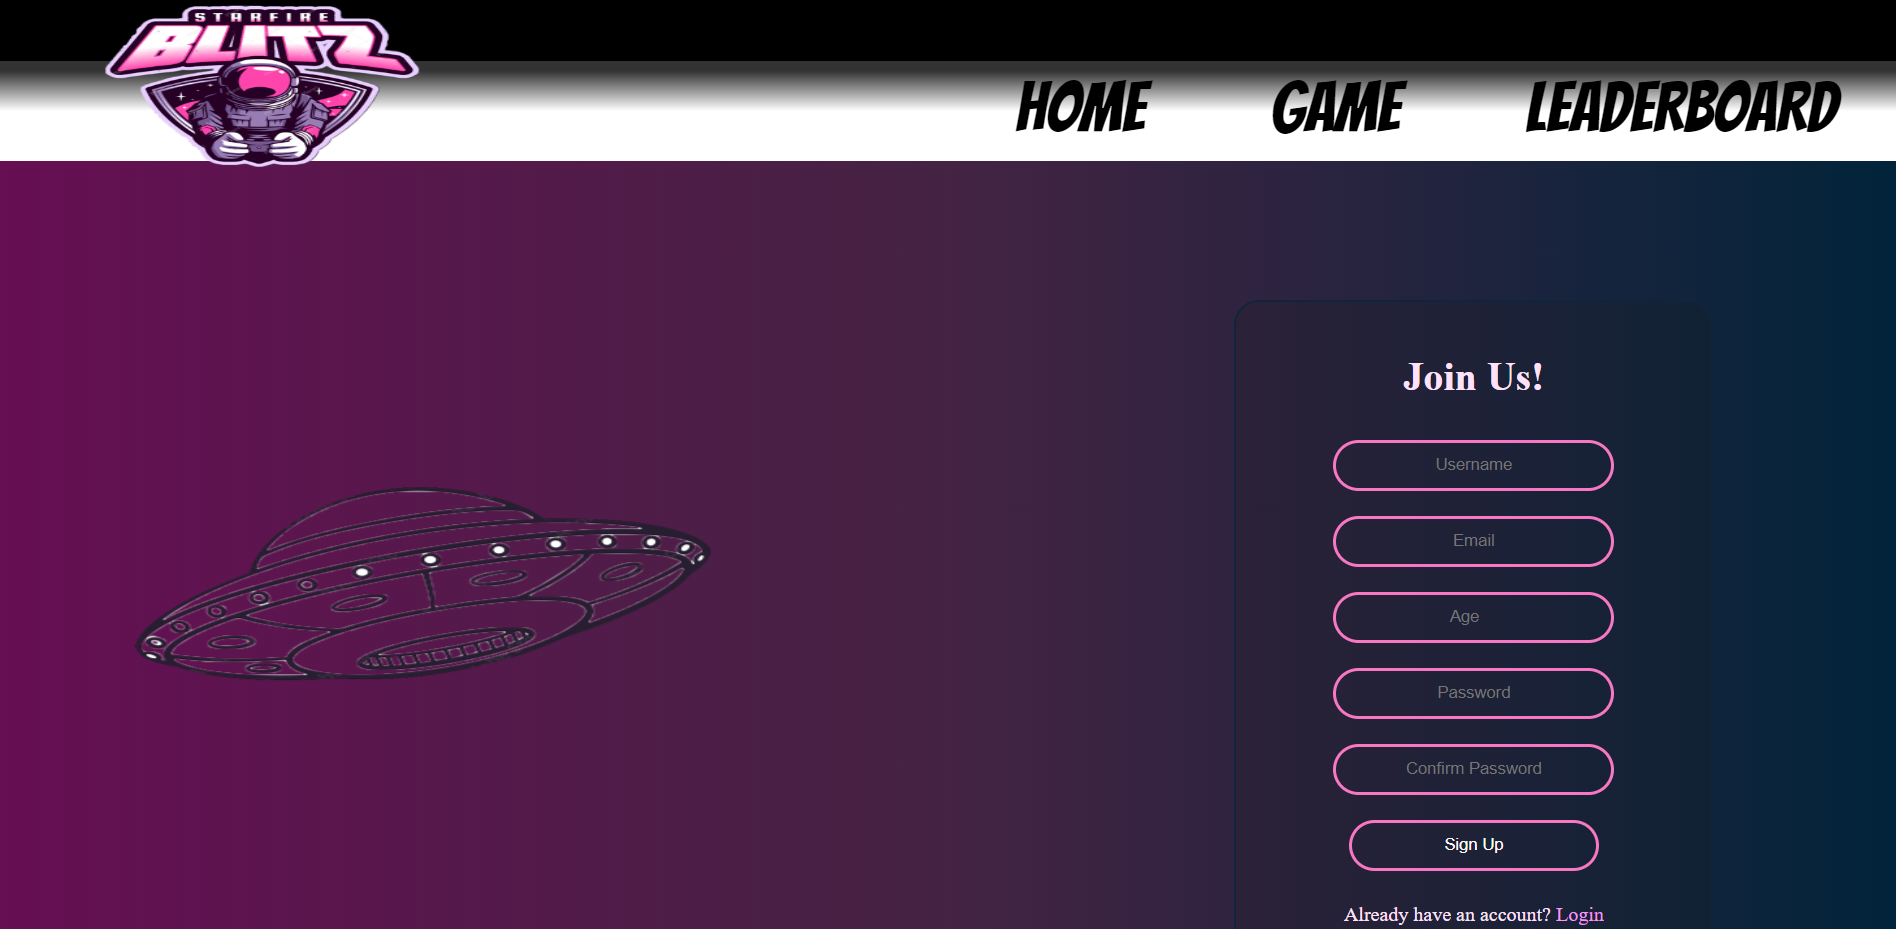 STARFIRE
BLITZ
HOME GAME LEADERBOARD
Join Us!
Username
Email
Age
Password
Confirm Password
Sign Up
Already have an account? Login